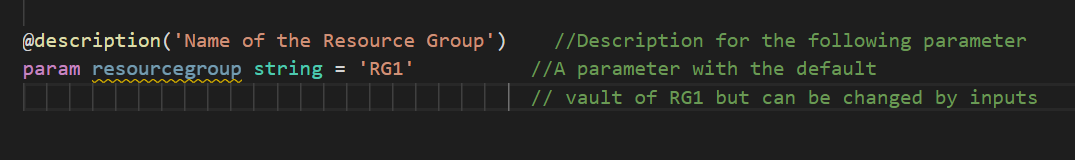 @description('Name of the Resource Group')    //Description for the following parameter
param resourcegroup string = 'RG1'          //A parameter with the default
// vault of RG1 but can be changed by inputs